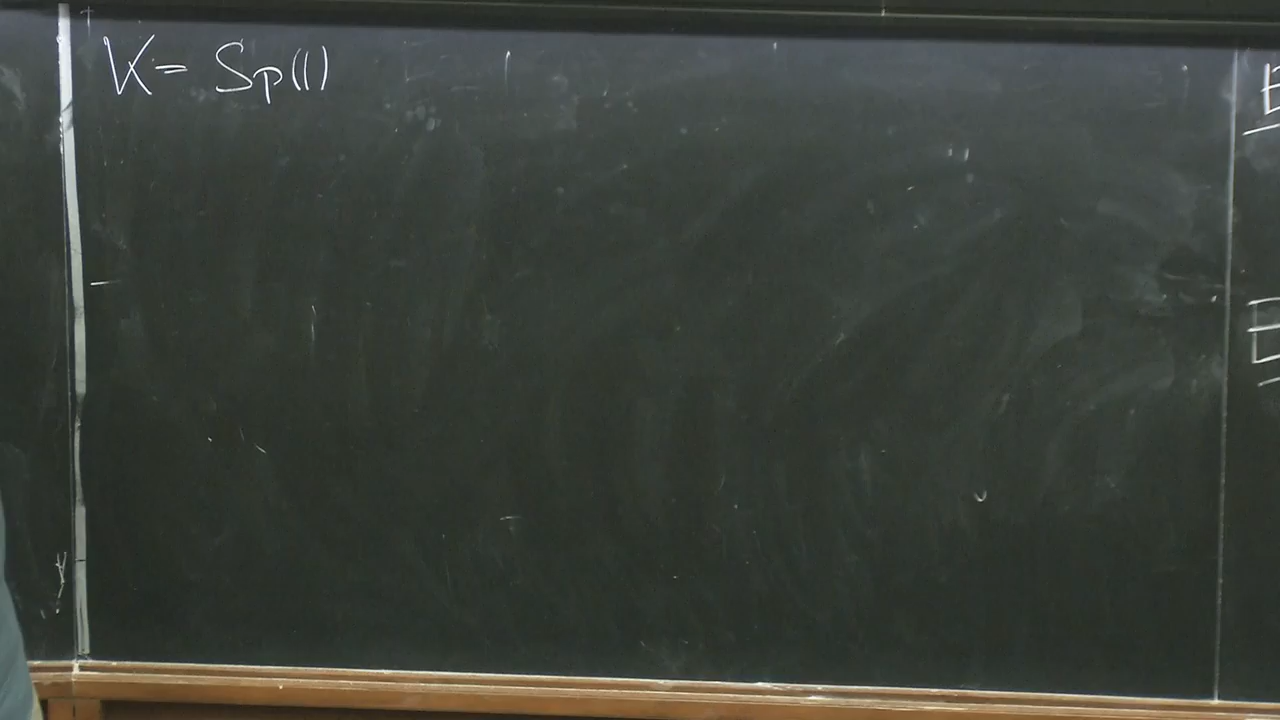 K = Sp(1)